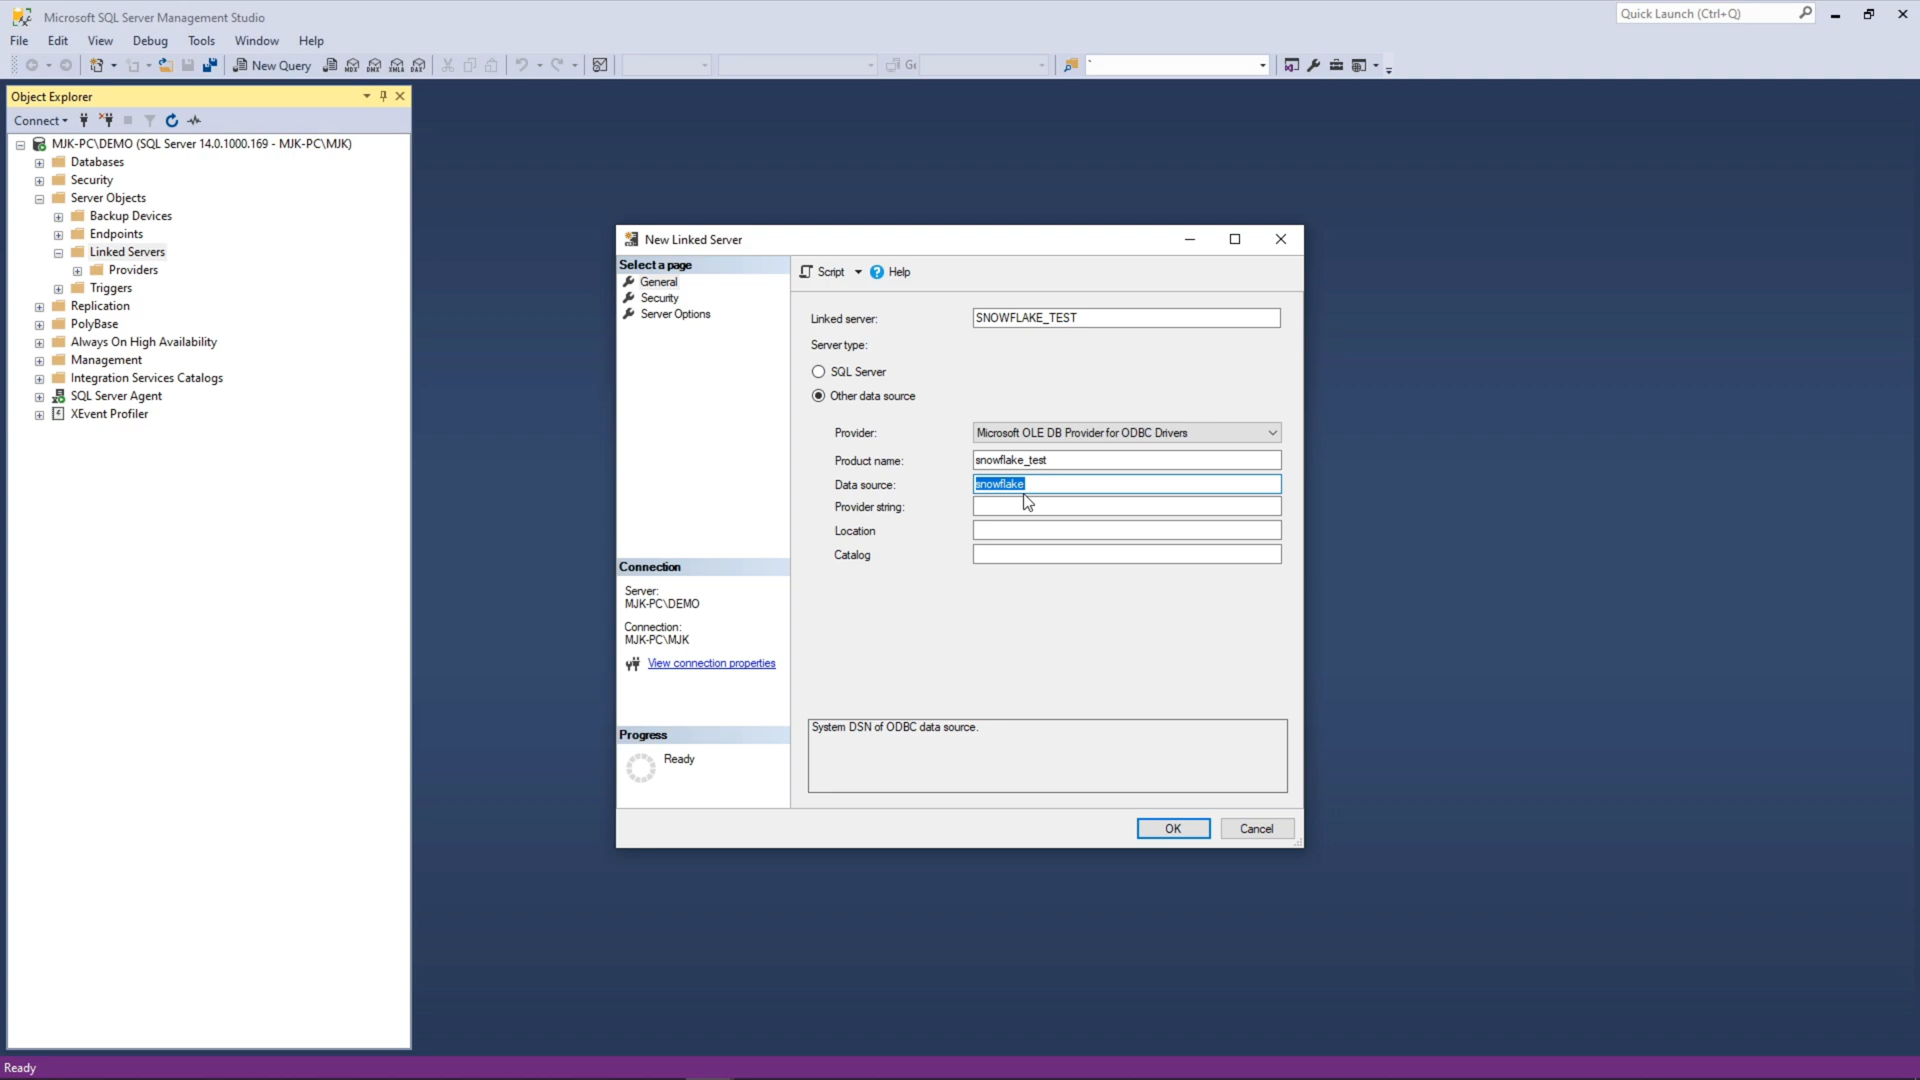 Microsoft SQL Server Management Studio
Quick Launch (Ctrl+Q)
File Edit View Debug Tools Window Help
New Query
MDX DMX XMLA DAX
Object Explorer
Connect
MJK-PC\DEMO (SQL Server 14.0.1000.169 - MJK-PC\MJK)
Databases
Security
Server Objects
Backup Devices
Endpoints
Linked Servers
Providers
Triggers
Replication
PolyBase
Always On High Availability
Management
Integration Services Catalogs
SQL Server Agent
XEvent Profiler
New Linked Server
Select a page
General
Security
Server Options
Script Help
Linked server: SNOWFLAKE_TEST
Server type:
SQL Server
Other data source
Provider: Microsoft OLE DB Provider for ODBC Drivers
Product name: snowflake_test
Data source: snowflake
Provider string:
Location
Catalog
Connection
Server:
MJK-PC\DEMO
Connection:
MJK-PC\MJK
View connection properties
Progress
Ready
System DSN of ODBC data source.
OK Cancel
Ready